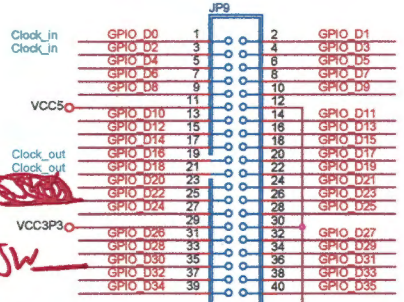 JP9
Clock_in GPIO_D0 1 2 GPIO_D1
Clock_in GPIO_D2 3 4 GPIO_D3
GPIO_D4 5 6 GPIO_D5
GPIO_D6 7 8 GPIO_D7
GPIO_D8 9 10 GPIO_D9
VCC5 11 12
GPIO_D10 13 14 GPIO_D11
GPIO_D12 15 16 GPIO_D13
GPIO_D14 17 18 GPIO_D15
Clock_out GPIO_D16 19 20 GPIO_D17
Clock_out GPIO_D18 21 22 GPIO_D19
GPIO_D20 23 24 GPIO_D21
GPIO_D22 25 26 GPIO_D23
GPIO_D24 27 28 GPIO_D25
VCC3P3 29 30
GPIO_D26 31 32 GPIO_D27
GPIO_D28 33 34 GPIO_D29
SW GPIO_D30 35 36 GPIO_D31
GPIO_D32 37 38 GPIO_D33
GPIO_D34 39 40 GPIO_D35